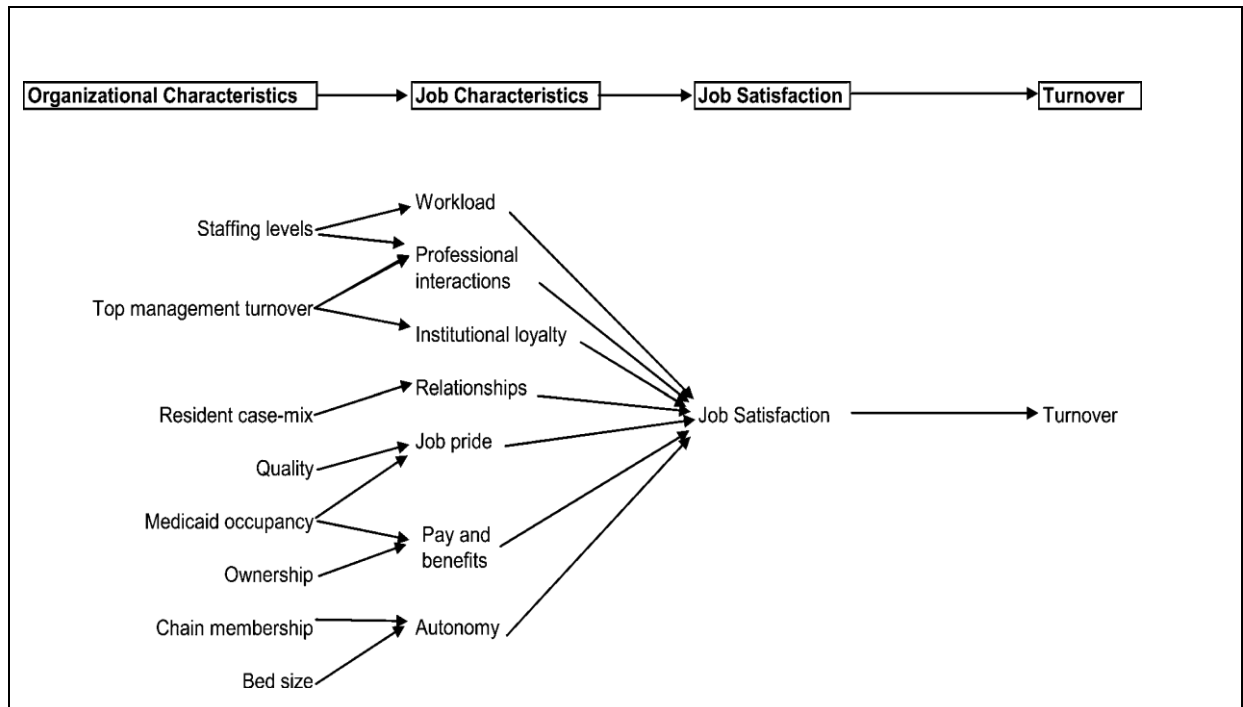 Organizational Characteristics
Job Characteristics
Job Satisfaction
Turnover
Staffing levels
Top management turnover
Resident case-mix
Quality
Medicaid occupancy
Ownership
Chain membership
Bed size
Workload
Professional
interactions
Institutional loyalty
Relationships
Job pride
Pay and
benefits
Autonomy
Job Satisfaction
Turnover